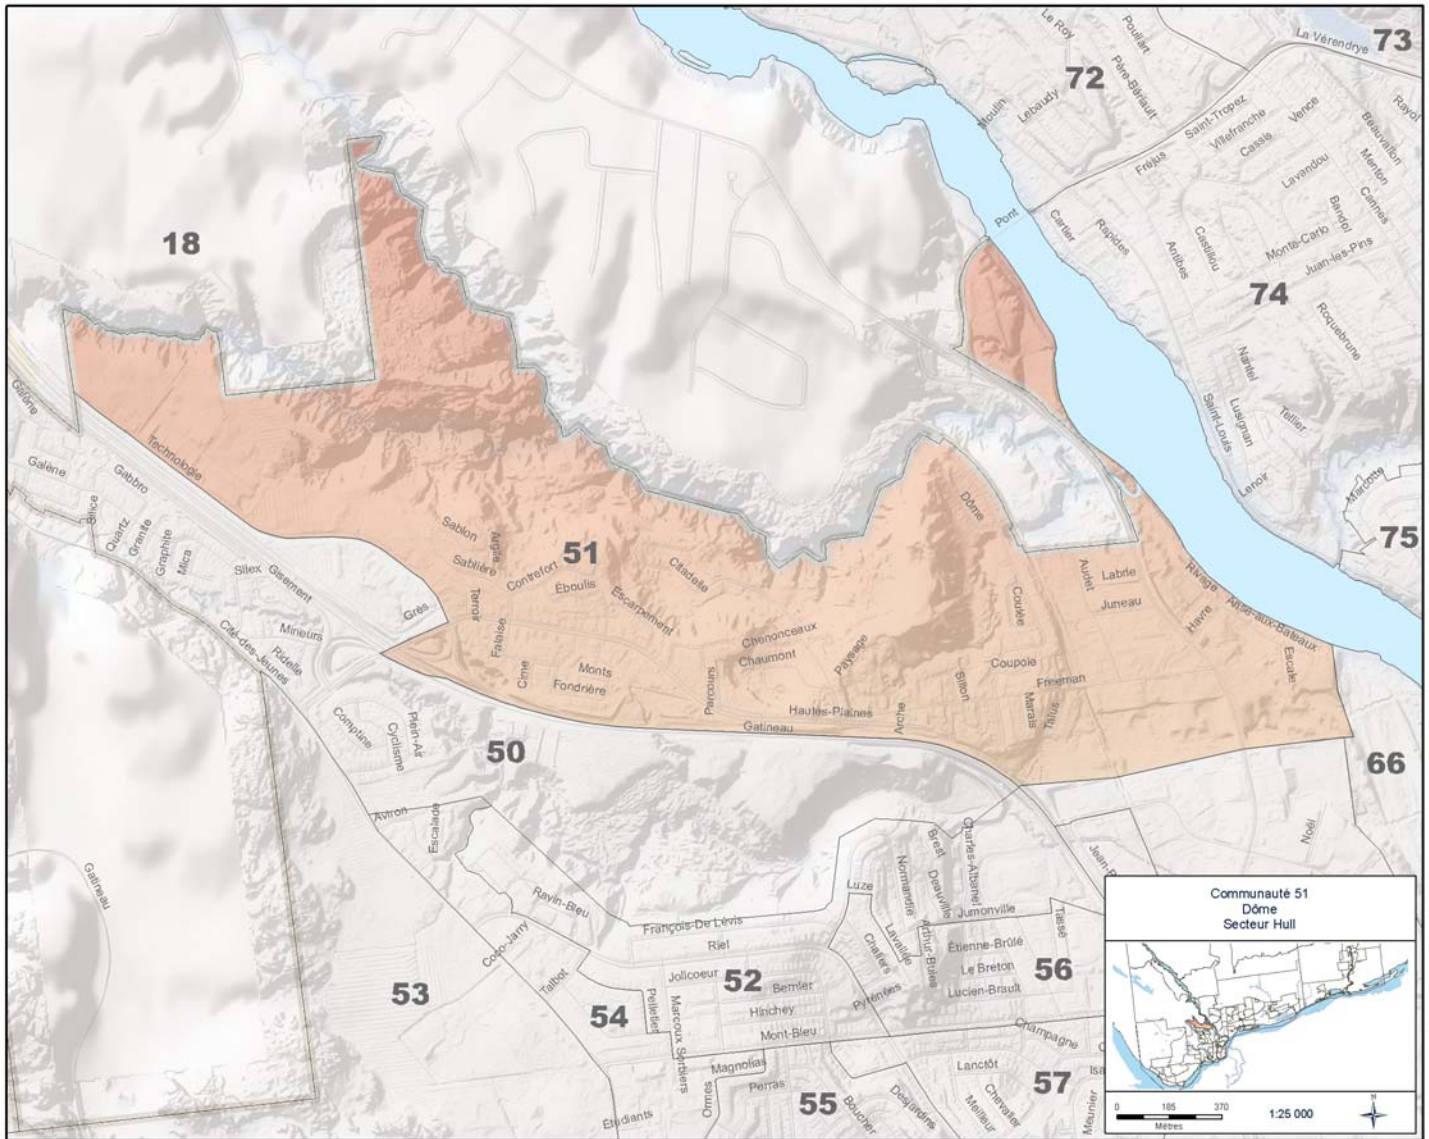 Le Roy
Pouliart
La Vérendrye
73
72
Père-Bériault
Moulin
Lebaudy
Saint-Tropez
Villefranche
Vence
Rayol
Beauvallon
Cassis
Menton
Fréjus
Lavandou
Cannes
Bandol
18
Pont
Cartier
Rapides
Castillou
Monte-Carlo
Juan-les-Pins
Antibes
74
Roquebrune
Nantel
Galène
Technologie
Saint-Louis
Lusignan
Tellier
Galène
Gabbro
Lenoir
Marcotte
Silice
Quartz
Granite
Graphite
Mica
Dôme
75
Sablon
Argile
51
Sablière
Contrefort
Éboulis
Citadelle
Silex
Gisement
Audet
Labrie
Rivage
Terroir
Escarpement
Coulée
Juneau
Grès
Havre
Anse-aux-Bateaux
Cité-des-Jeunes
Mineurs
Falaise
Chenonceaux
Chaumont
Paysage
Ridelle
Cime
Monts
Fondrière
Coupole
Escale
Parcours
Sillon
Freeman
Marais
Talus
Hautes-Plaines
Arche
Gatineau
Comptine
Plein-Air
Cyclisme
50
66
Aviron
Escalade
Noël
Brest
Charles-Albanel
Gatineau
Normandie
Deauville
Luze
Ravin-Bleu
François-De Lévis
Jumonville
Tassé
Riel
Arthur-Buies
Coco-Jarry
Challers
Lavallée
Étienne-Brûlé
Talbot
Jolicoeur
52
Bernier
Le Breton
56
53
Pyrénées
Lucien-Brault
54
Pelletier
Marcoux
Hinchey
Mont-Bleu
Champagne
Sorbiers
Magnolias
Lanctôt
57
Ormes
Perras
55
Boucher
Desjardins
Chevalier
Meilleur
Meunier
Étudiants
Communauté 51
Dôme
Secteur Hull
0 185 370
Mètres
1:25 000
N